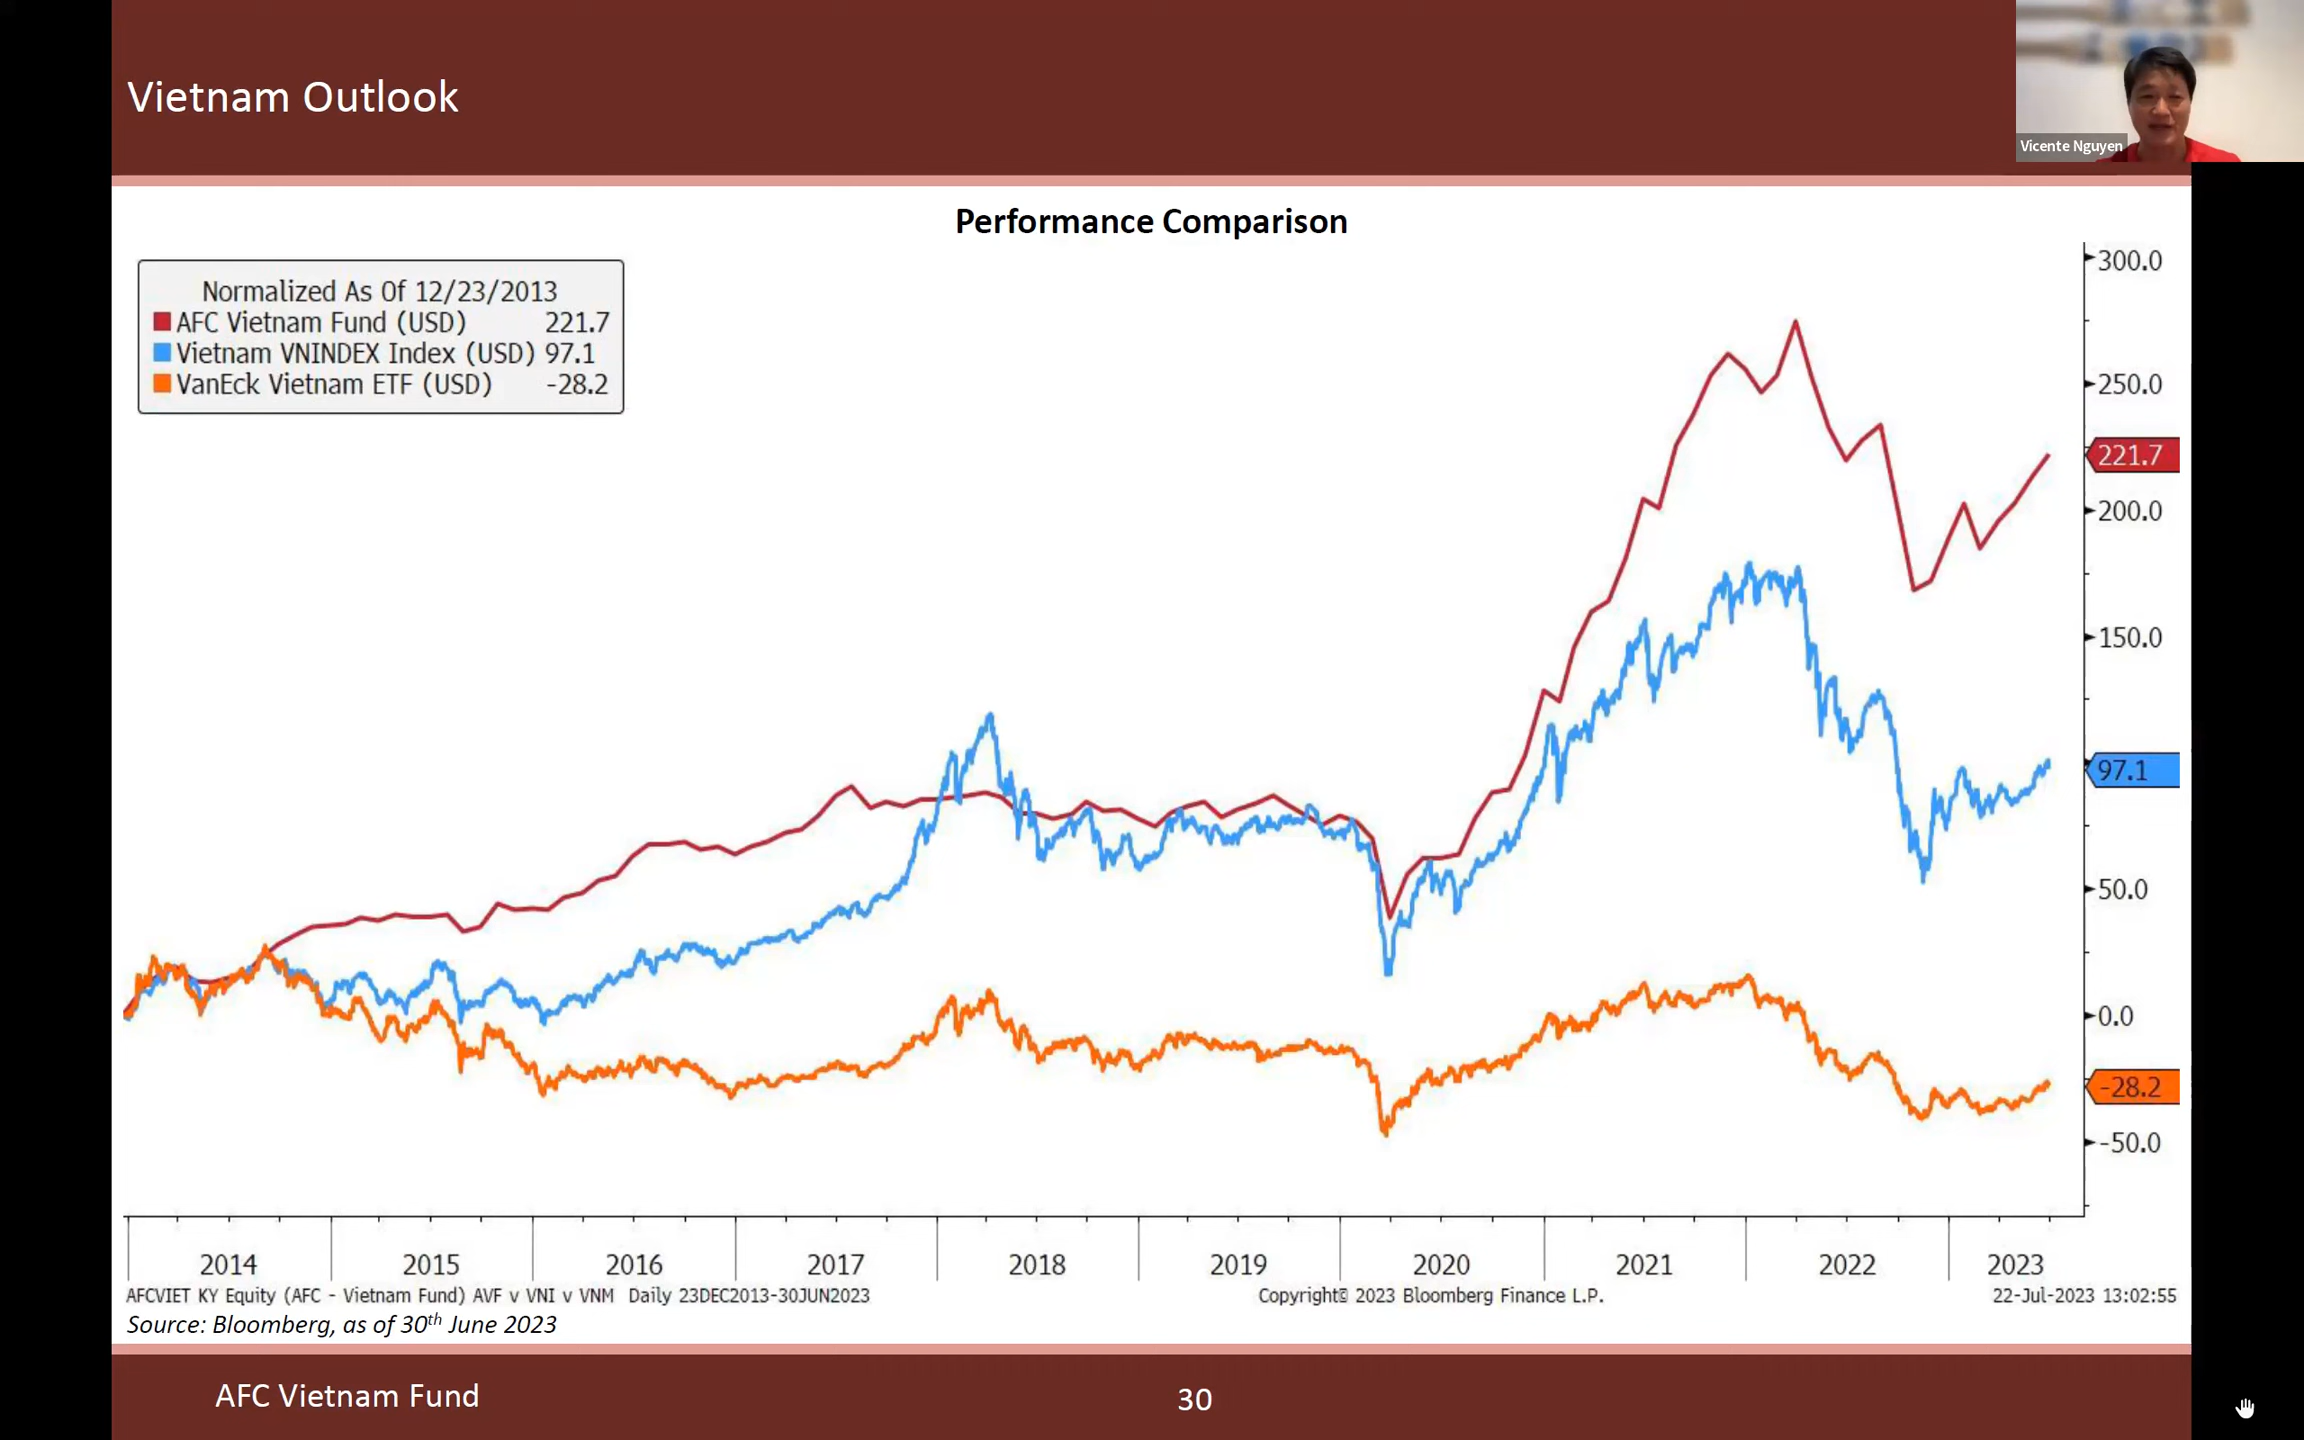 Vietnam Outlook
Vicente Nguyen
Performance Comparison
Normalized As Of 12/23/2013
AFC Vietnam Fund (USD) 221.7
Vietnam VNINDEX Index (USD) 97.1
VanEck Vietnam ETF (USD) -28.2
300.0
250.0
221.7
200.0
150.0
97.1
50.0
0.0
-28.2
-50.0
2014 2015 2016 2017 2018 2019 2020 2021 2022 2023
AFCVIET KY Equity (AFC - Vietnam Fund) AVF v VNI v VNM Daily 23DEC2013-30JUN2023 Copyright© 2023 Bloomberg Finance L.P. 22-Jul-2023 13:02:55
Source: Bloomberg, as of 30th June 2023
AFC Vietnam Fund 30